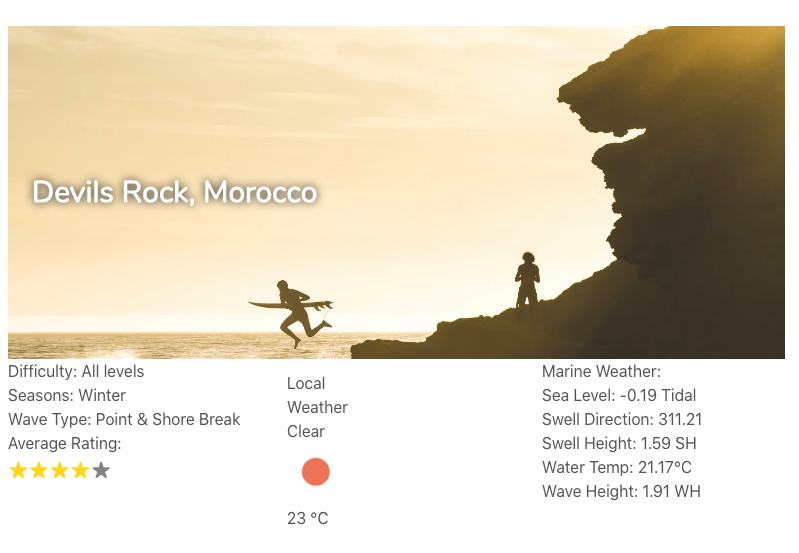 Devils Rock, Morocco
Difficulty: All levels
Seasons: Winter
Wave Type: Point & Shore Break
Average Rating:
Local
Weather
Clear
23 °C
Marine Weather:
Sea Level: -0.19 Tidal
Swell Direction: 311.21
Swell Height: 1.59 SH
Water Temp: 21.17°C
Wave Height: 1.91 WH